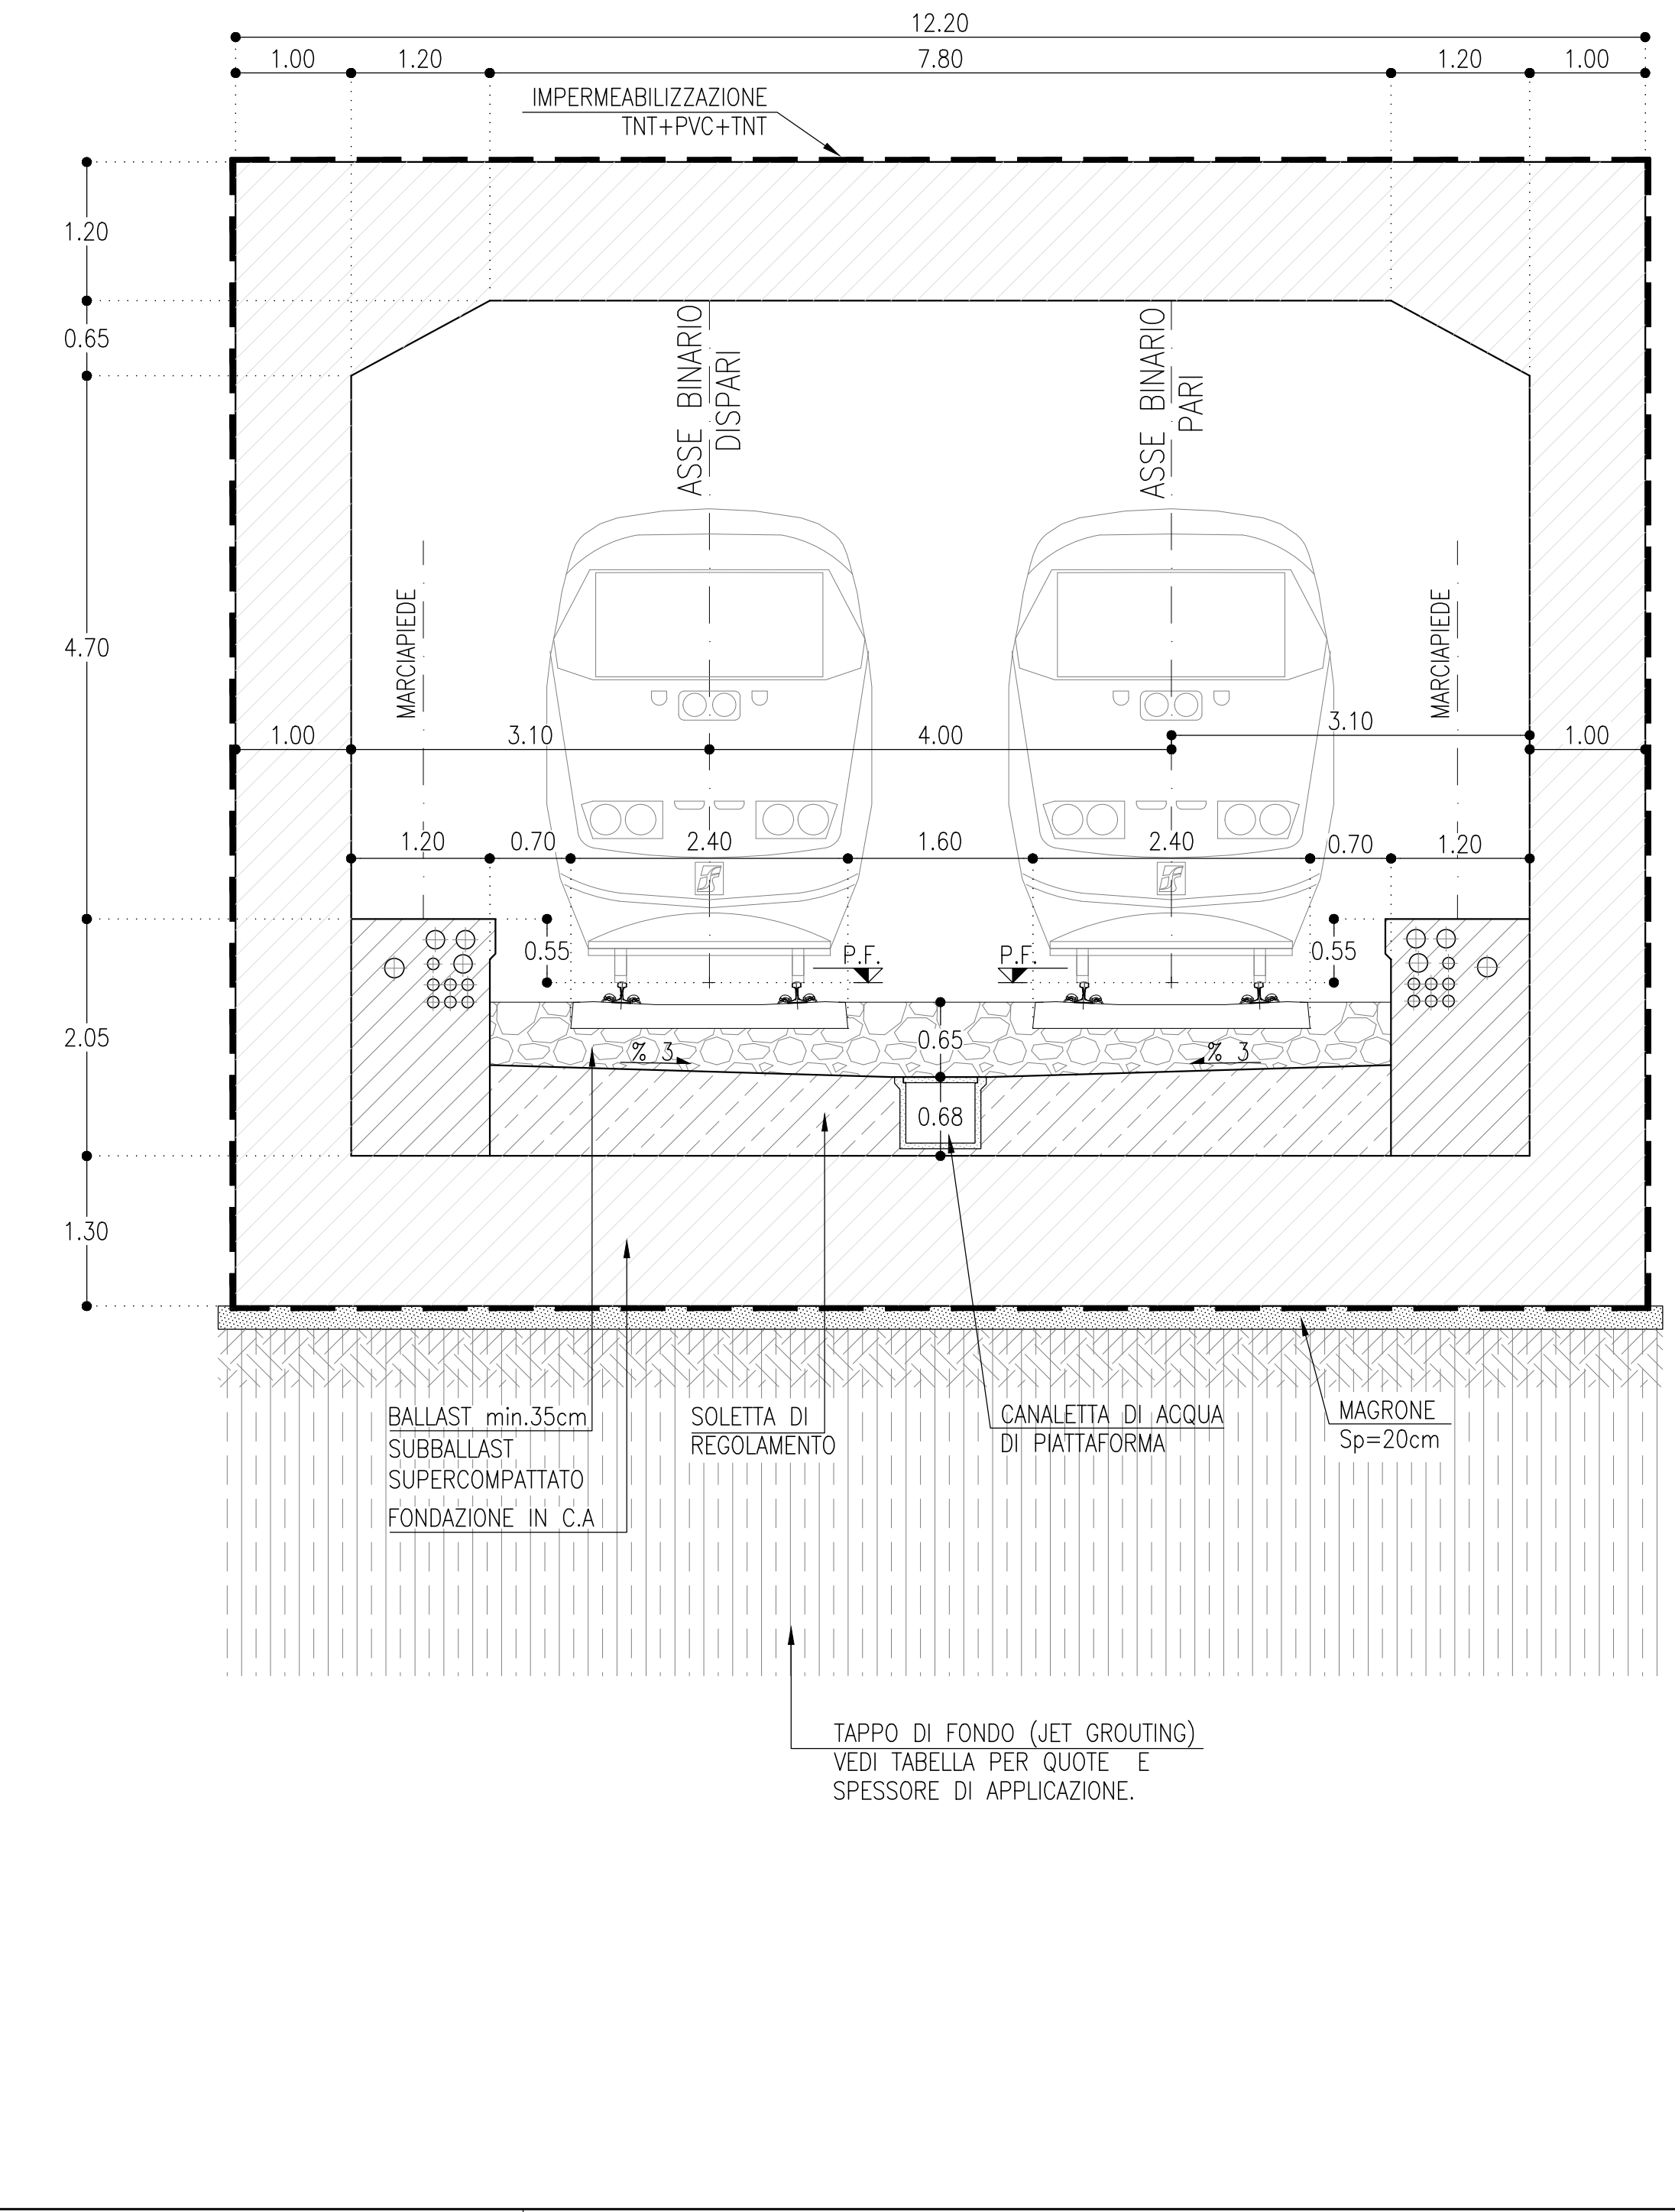 12.20
1.00 1.20 7.80 1.20 1.00
IMPERMEABILIZZAZIONE
TNT+PVC+TNT
1.20
0.65
4.70
2.05
1.30
ASSE BINARIO
DISPARI
ASSE BINARIO
PARI
MARCIAPIEDE
MARCIAPIEDE
1.00 3.10 4.00 3.10 1.00
1.20 0.70 2.40 1.60 2.40 0.70 1.20
0.55 P.F. P.F. 0.55
0.65
% 3 % 3
0.68
BALLAST min.35cm
SUBBALLAST
SUPERCOMPATTATO
FONDAZIONE IN C.A
SOLETTA DI
REGOLAMENTO
CANALETTA DI ACQUA
DI PIATTAFORMA
MAGRONE
Sp=20cm
TAPPO DI FONDO (JET GROUTING)
VEDI TABELLA PER QUOTE E
SPESSORE DI APPLICAZIONE.